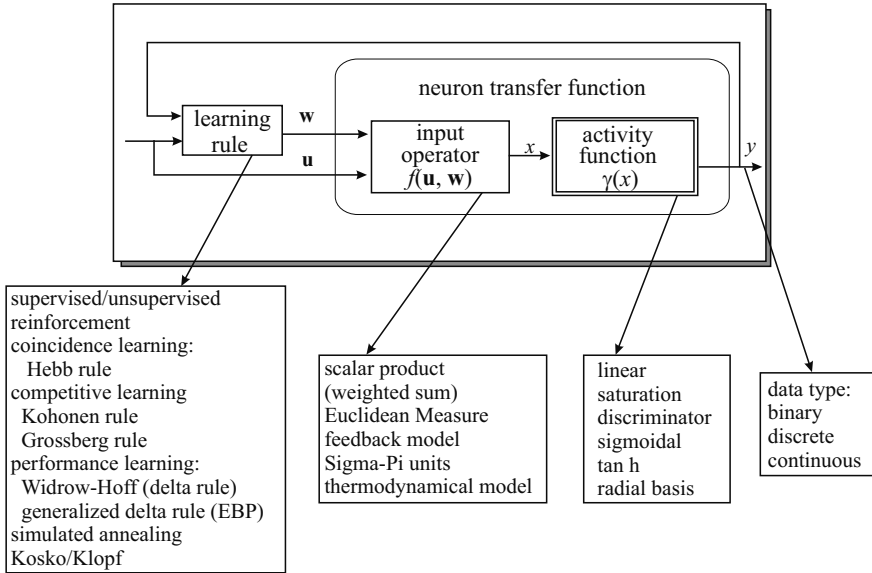 neuron transfer function
learning
rule
w
u
input
operator
f(u, w)
x
activity
function
γ(x)
y
supervised/unsupervised
reinforcement
coincidence learning:
Hebb rule
competitive learning
Kohonen rule
Grossberg rule
performance learning:
Widrow-Hoff (delta rule)
generalized delta rule (EBP)
simulated annealing
Kosko/Klopf
scalar product
(weighted sum)
Euclidean Measure
feedback model
Sigma-Pi units
thermodynamical model
linear
saturation
discriminator
sigmoidal
tan h
radial basis
data type:
binary
discrete
continuous